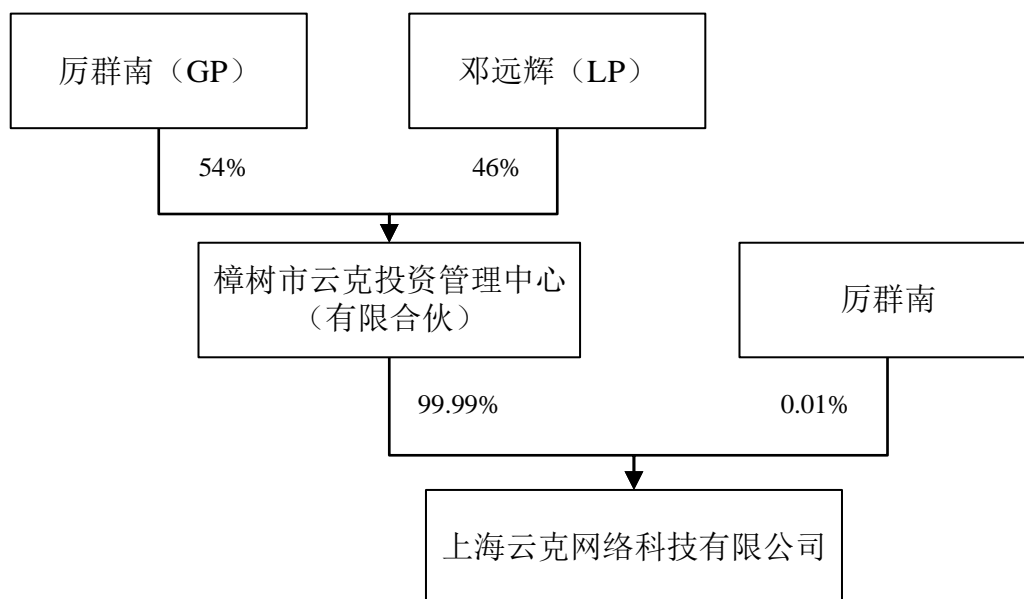 厉群南（GP）
邓远辉（LP）
54%
46%
樟树市云克投资管理中心
（有限合伙）
厉群南
99.99%
0.01%
上海云克网络科技有限公司